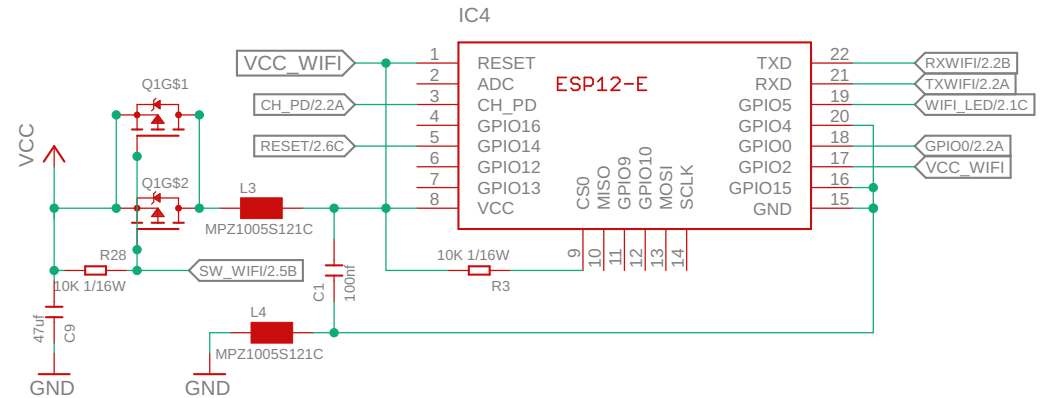 IC4
VCC_WIFI
1
RESET
TXD
22
RXWIFI/2.2B
2
ADC
ESP12-E
RXD
21
TXWIFI/2.2A
Q1G$1
CH_PD/2.2A
3
CH_PD
GPIO5
19
WIFI_LED/2.1C
4
GPIO16
GPIO4
20
VCC
RESET/2.6C
5
GPIO14
GPIO0
18
GPIO0/2.2A
6
GPIO12
GPIO2
17
VCC_WIFI
Q1G$2
L3
7
GPIO13
GPIO15
16
8
VCC
GND
15
CS0
MISO
GPIO9
GPIO10
MOSI
SCLK
MPZ1005S121C
9
10
11
12
13
14
R28
10K 1/16W
SW_WIFI/2.5B
10K 1/16W
R3
C1
100nf
47uf
C9
L4
MPZ1005S121C
GND
GND